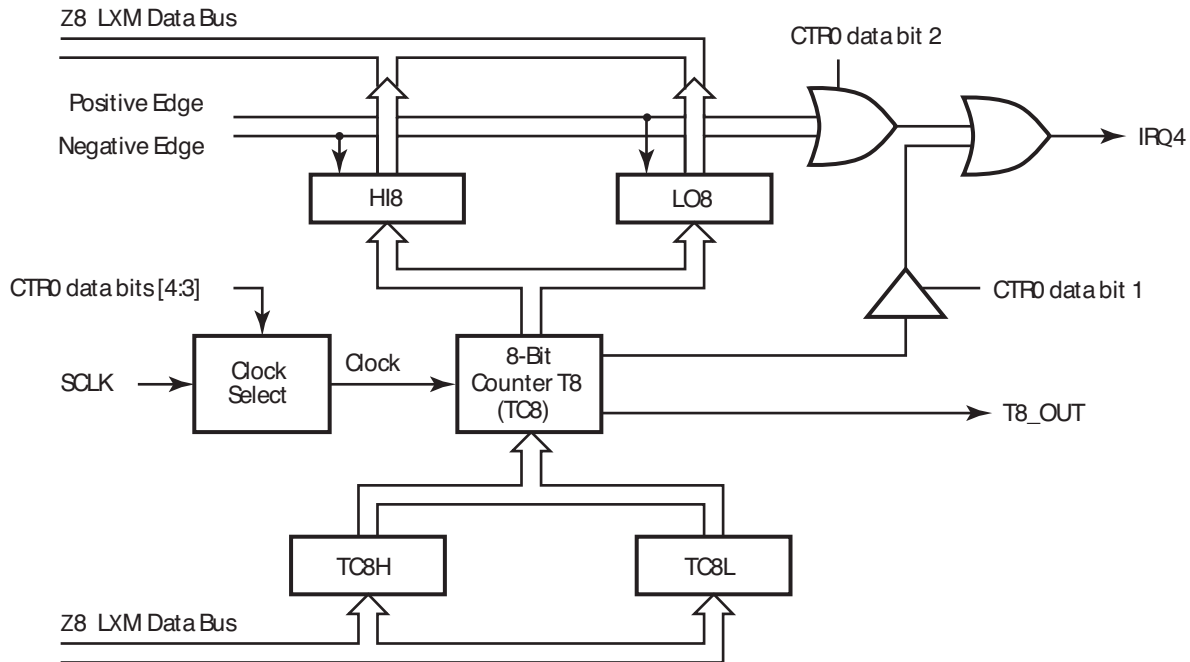 Z8 LXM Data Bus
CTR0 data bit 2
Positive Edge
Negative Edge
IRQ4
HI8
LO8
CTR0 data bits [4:3]
CTR0 data bit 1
SCLK
Clock
Select
Clock
8-Bit
Counter T8
(TC8)
T8_OUT
TC8H
TC8L
Z8 LXM Data Bus